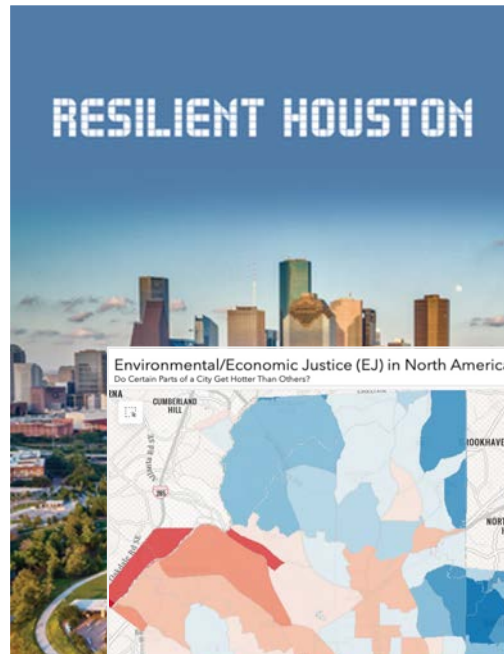 RESILIENT HOUSTON
Environmental/Economic Justice (EJ) in North America
Do Certain Parts of a City Get Hotter Than Others?
CUMBERLAND
HILL